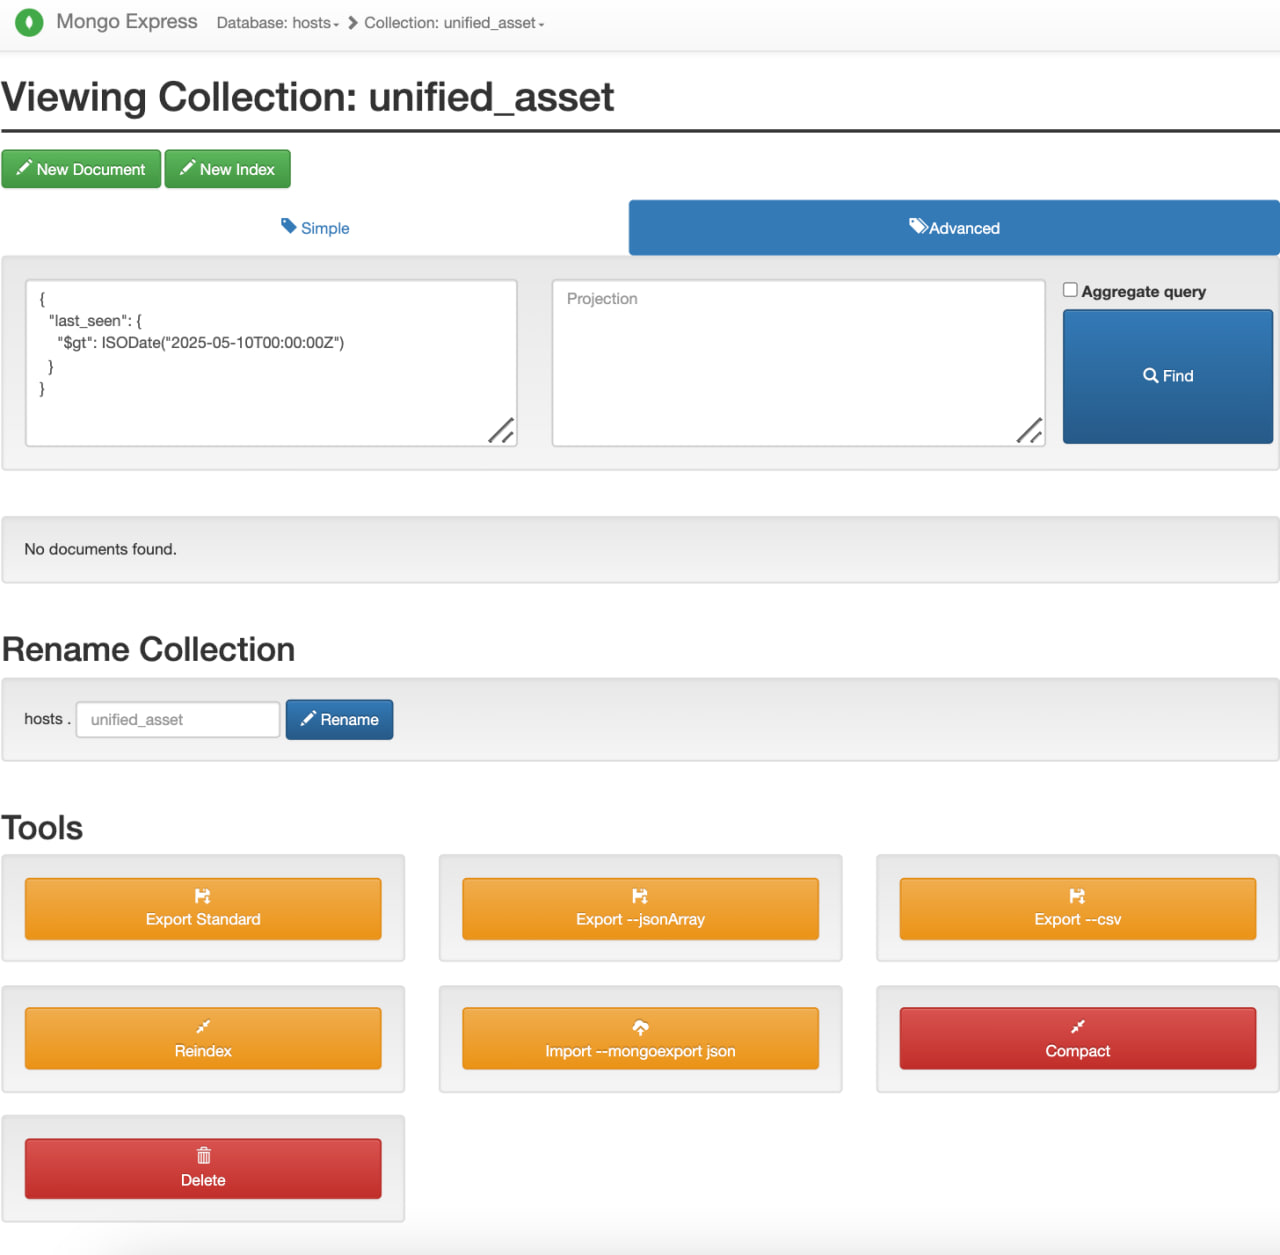 Mongo Express Database: hosts Collection: unified_asset
Viewing Collection: unified_asset
New Document New Index
Simple Advanced
{
"last_seen": {
"$gt": ISODate("2025-05-10T00:00:00Z")
}
}
Projection
Aggregate query
Find
No documents found.
Rename Collection
hosts . unified_asset Rename
Tools
Export Standard Export --jsonArray Export --csv
Reindex Import --mongoexport json Compact
Delete